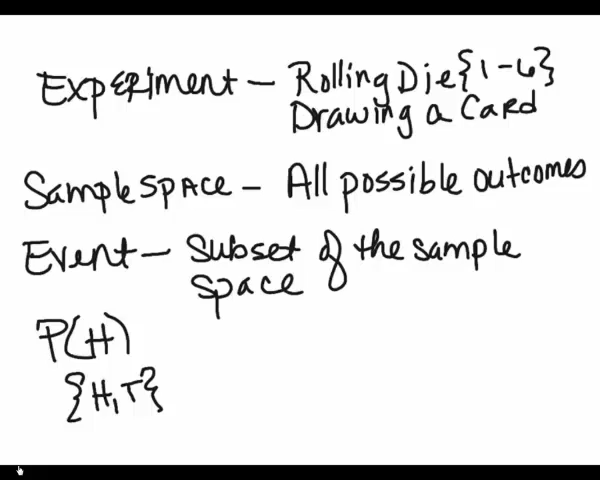 Experiment - Rolling Die {1-6}
Drawing a Card
Sample Space - All possible outcomes
Event - Subset of the sample
space
P(H)
{H,T}